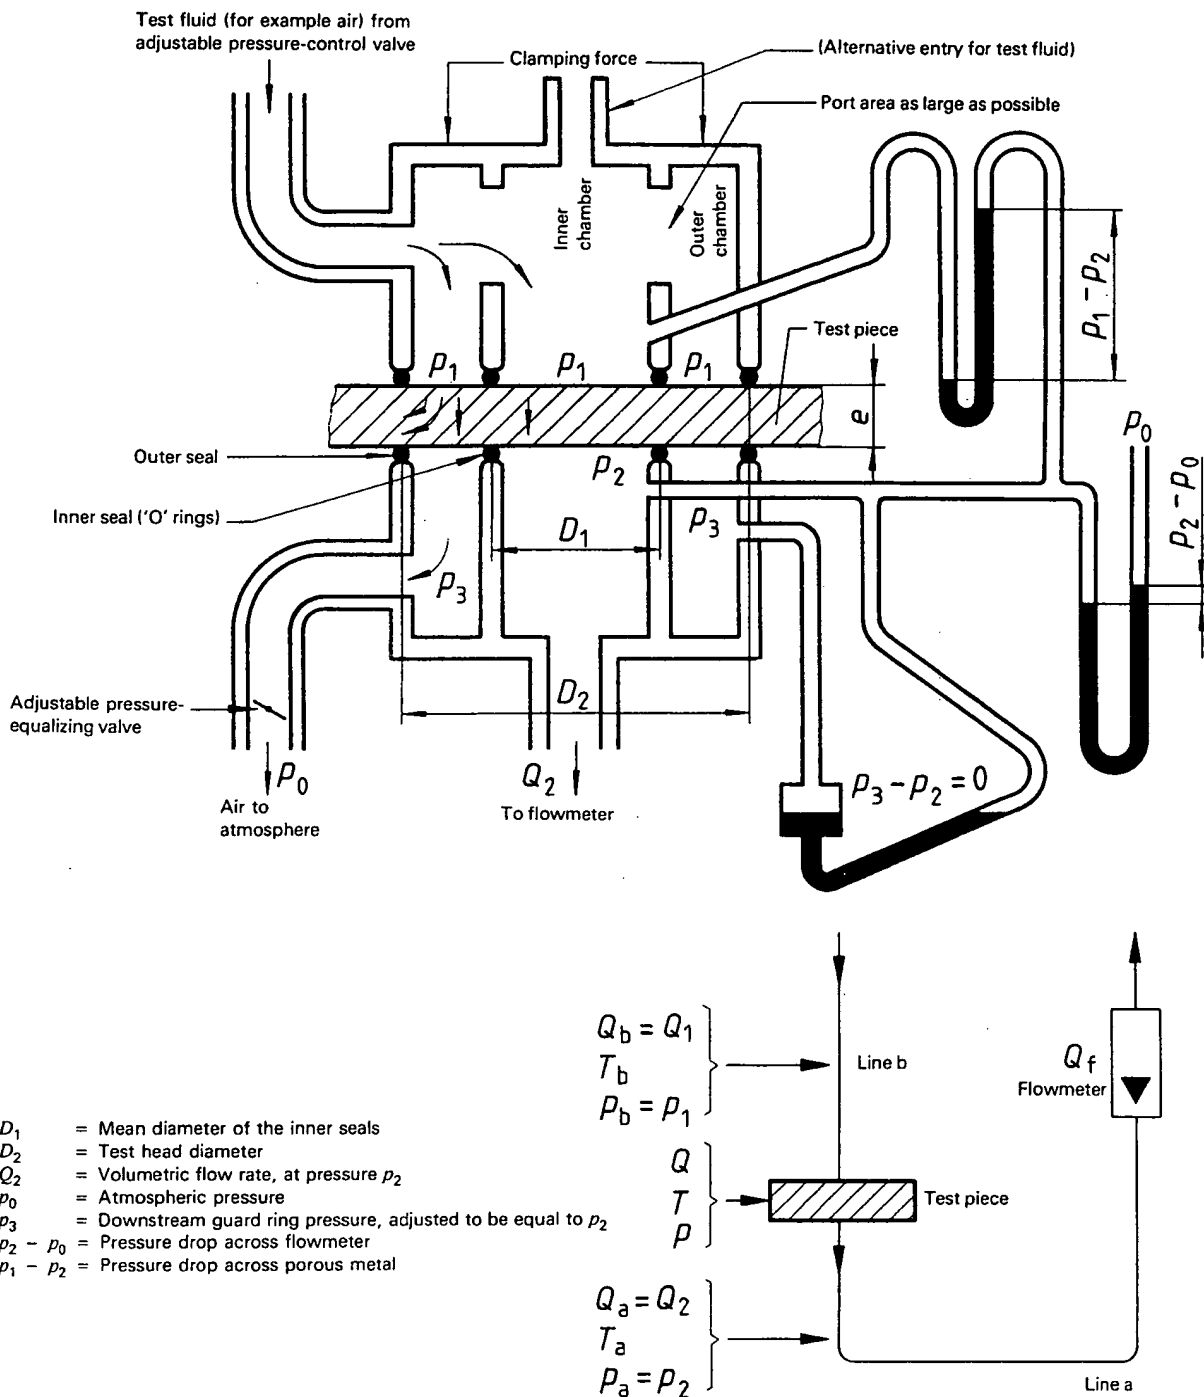 Test fluid (for example air) from
adjustable pressure-control valve
Clamping force
(Alternative entry for test fluid)
Port area as large as possible
Inner
chamber
Outer
chamber
p1 − p2
Test piece
p1
p1
p1
e
p0
Outer seal
p2
p2 − p0
Inner seal ('O' rings)
D1
p3
p3
Adjustable pressure-
equalizing valve
D2
p0
Q2
p3 − p2 = 0
Air to
atmosphere
To flowmeter
Qb = Q1
Tb
pb = p1
Line b
Qf
Flowmeter
Q
T
p
Test piece
Qa = Q2
Ta
pa = p2
Line a
D1 = Mean diameter of the inner seals
D2 = Test head diameter
Q2 = Volumetric flow rate, at pressure p2
p0 = Atmospheric pressure
p3 = Downstream guard ring pressure, adjusted to be equal to p2
p2 − p0 = Pressure drop across flowmeter
p1 − p2 = Pressure drop across porous metal